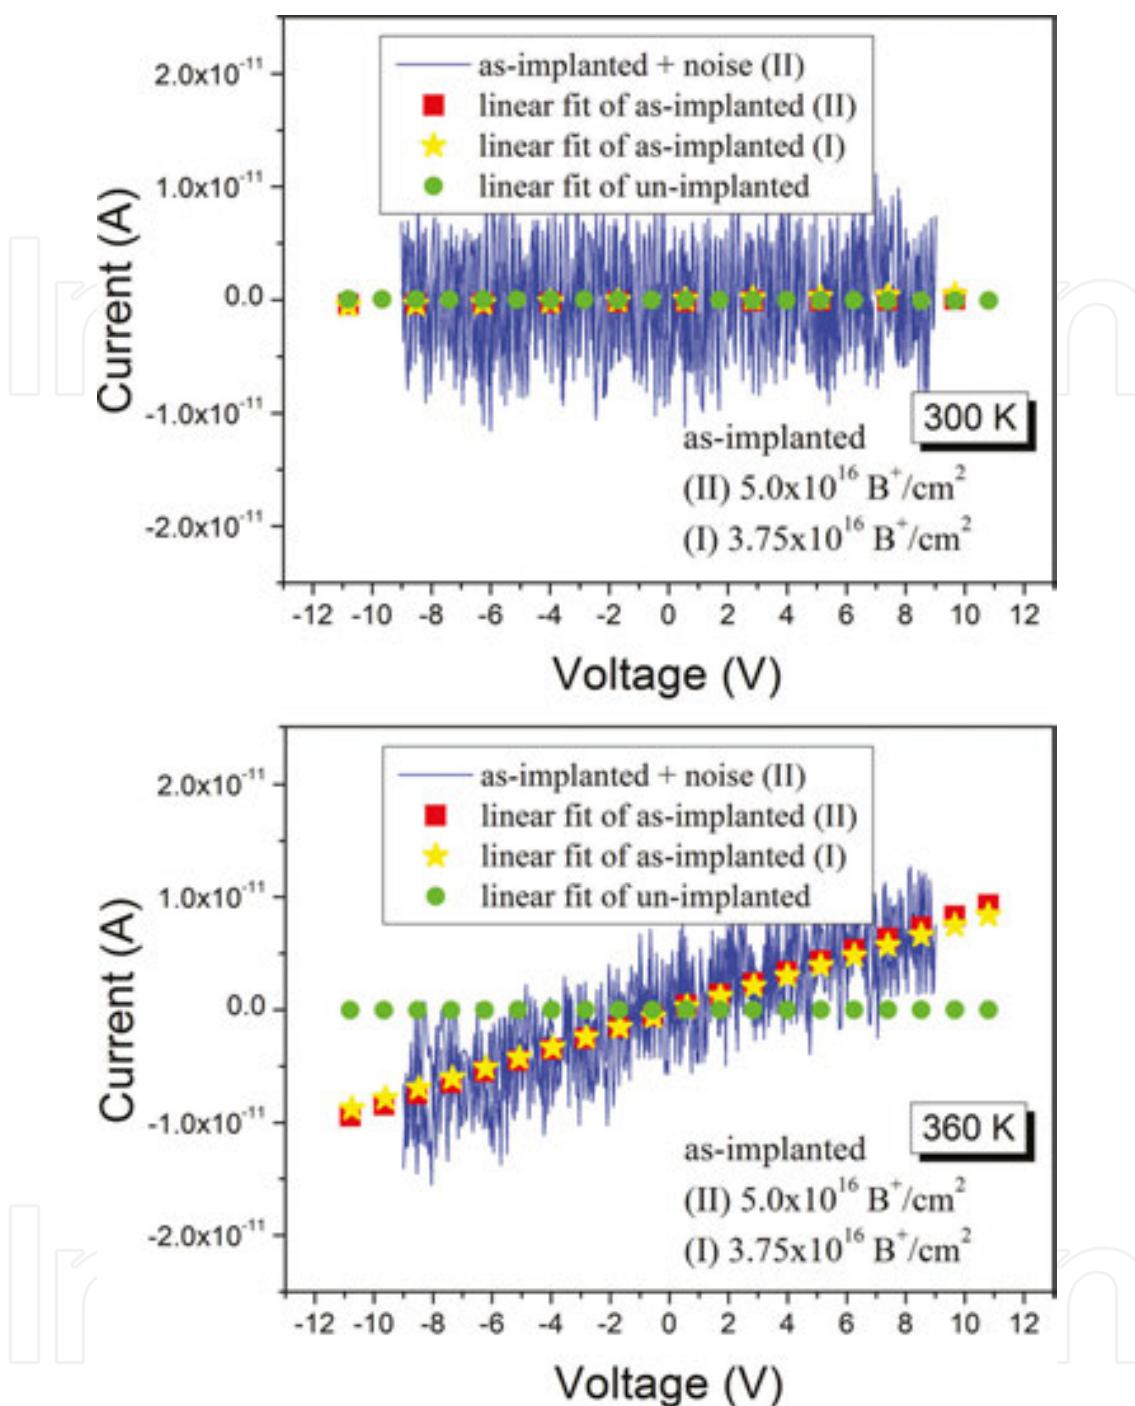 as-implanted + noise (II)
linear fit of as-implanted (II)
linear fit of as-implanted (I)
linear fit of un-implanted
2.0x10⁻¹¹
1.0x10⁻¹¹
0.0
-1.0x10⁻¹¹
-2.0x10⁻¹¹
Current (A)
300 K
as-implanted
(II) 5.0x10¹⁶ B⁺/cm²
(I) 3.75x10¹⁶ B⁺/cm²
-12 -10 -8 -6 -4 -2 0 2 4 6 8 10 12
Voltage (V)
as-implanted + noise (II)
linear fit of as-implanted (II)
linear fit of as-implanted (I)
linear fit of un-implanted
2.0x10⁻¹¹
1.0x10⁻¹¹
0.0
-1.0x10⁻¹¹
-2.0x10⁻¹¹
Current (A)
360 K
as-implanted
(II) 5.0x10¹⁶ B⁺/cm²
(I) 3.75x10¹⁶ B⁺/cm²
-12 -10 -8 -6 -4 -2 0 2 4 6 8 10 12
Voltage (V)